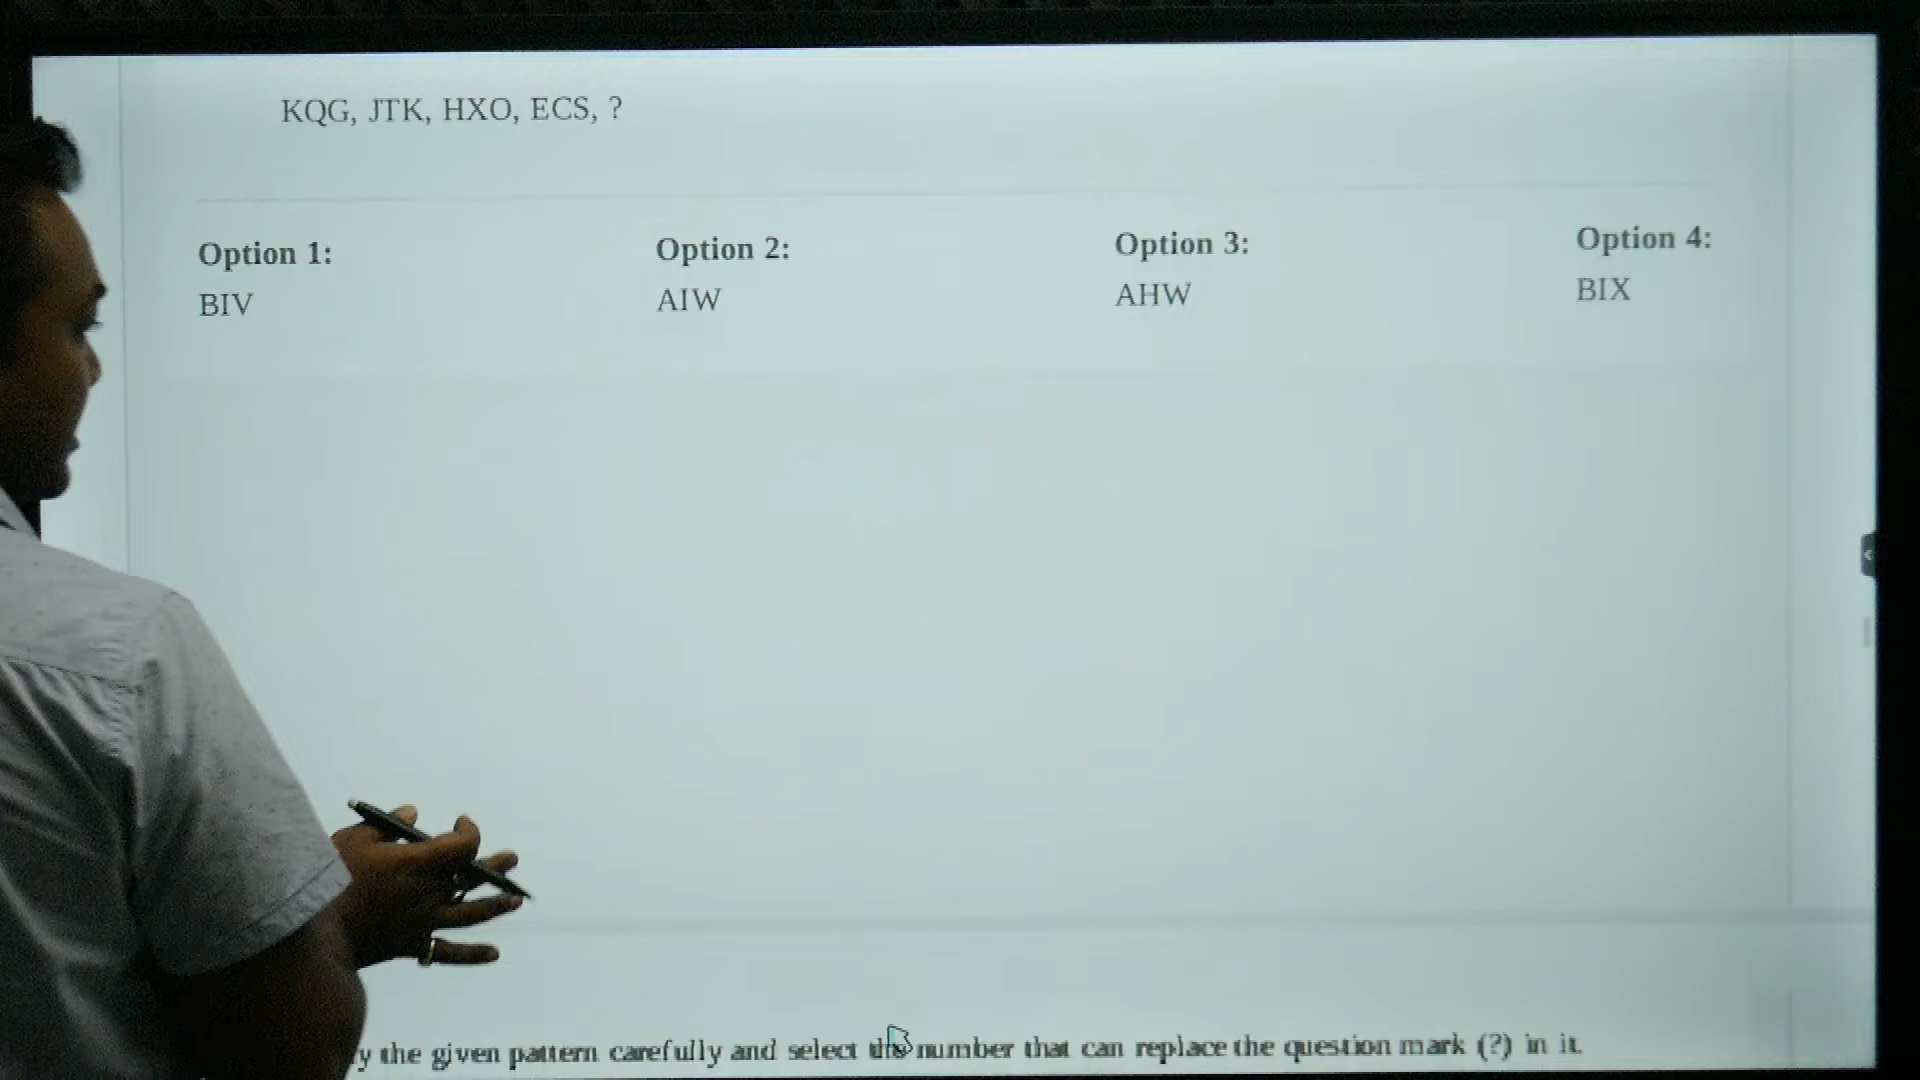 KQG, JTK, HXO, ECS, ?
Option 1:
BIV
Option 2:
AIW
Option 3:
AHW
Option 4:
BIX
y the given pattern carefully and select the number that can replace the question mark (?) in it.